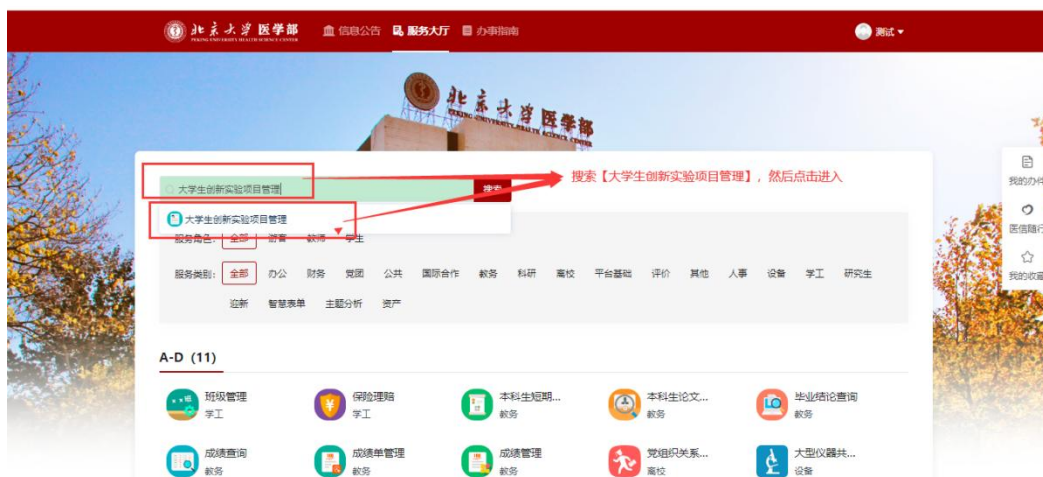 北京大学医学部 信息公告 服务大厅 办事指南 测试
PEKING UNIVERSITY HEALTH SCIENCE CENTER
北京大学医学部
PEKING UNIVERSITY HEALTH SCIENCE CENTER
大学生创新实验项目管理 搜索
搜索【大学生创新实验项目管理】，然后点击进入
大学生创新实验项目管理
服务角色: 全部 游客 教师 学生
服务类别: 全部 办公 财务 党团 公共 国际合作 教务 科研 离校 平台基础 评价 其他 人事 设备 学工 研究生
迎新 智慧表单 主题分析 资产
我的办件
医信随行
我的收藏
A-D (11)
班级管理 保险理赔 本科生短期... 本科生论文... 毕业结论查询
学工 学工 教务 教务 教务
成绩查询 成绩单管理 成绩管理 党组织关系... 大型仪器共...
教务 教务 教务 离校 设备